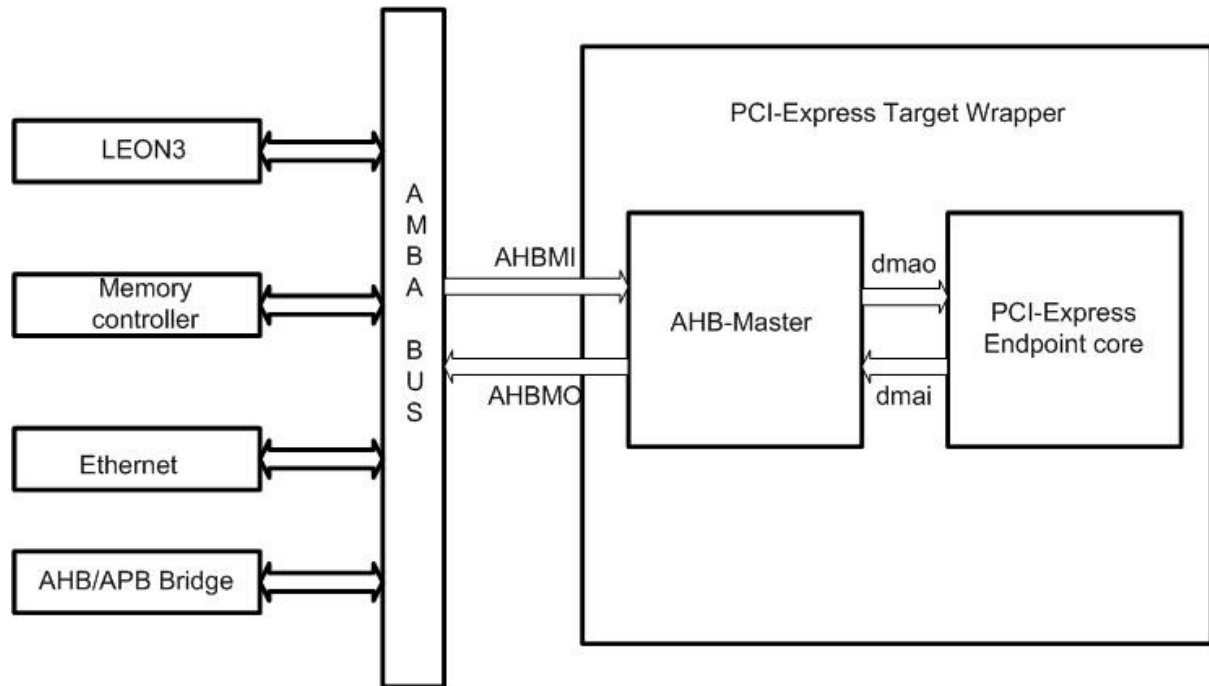 LEON3
Memory
controller
Ethernet
AHB/APB Bridge
A
M
B
A
B
U
S
AHBMI
AHBMO
PCI-Express Target Wrapper
AHB-Master
dmao
dmai
PCI-Express
Endpoint core